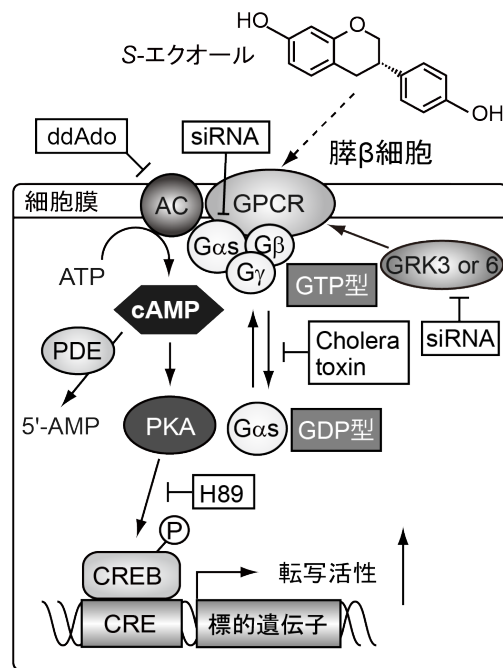 HO
O
S-エクオール
OH
ddAdo
siRNA
膵β細胞
細胞膜
AC
GPCR
Gαs
Gβ
Gγ
GRK3 or 6
ATP
GTP型
cAMP
siRNA
PDE
Cholera
toxin
5'-AMP
PKA
Gαs
GDP型
H89
P
CREB
転写活性
CRE
標的遺伝子